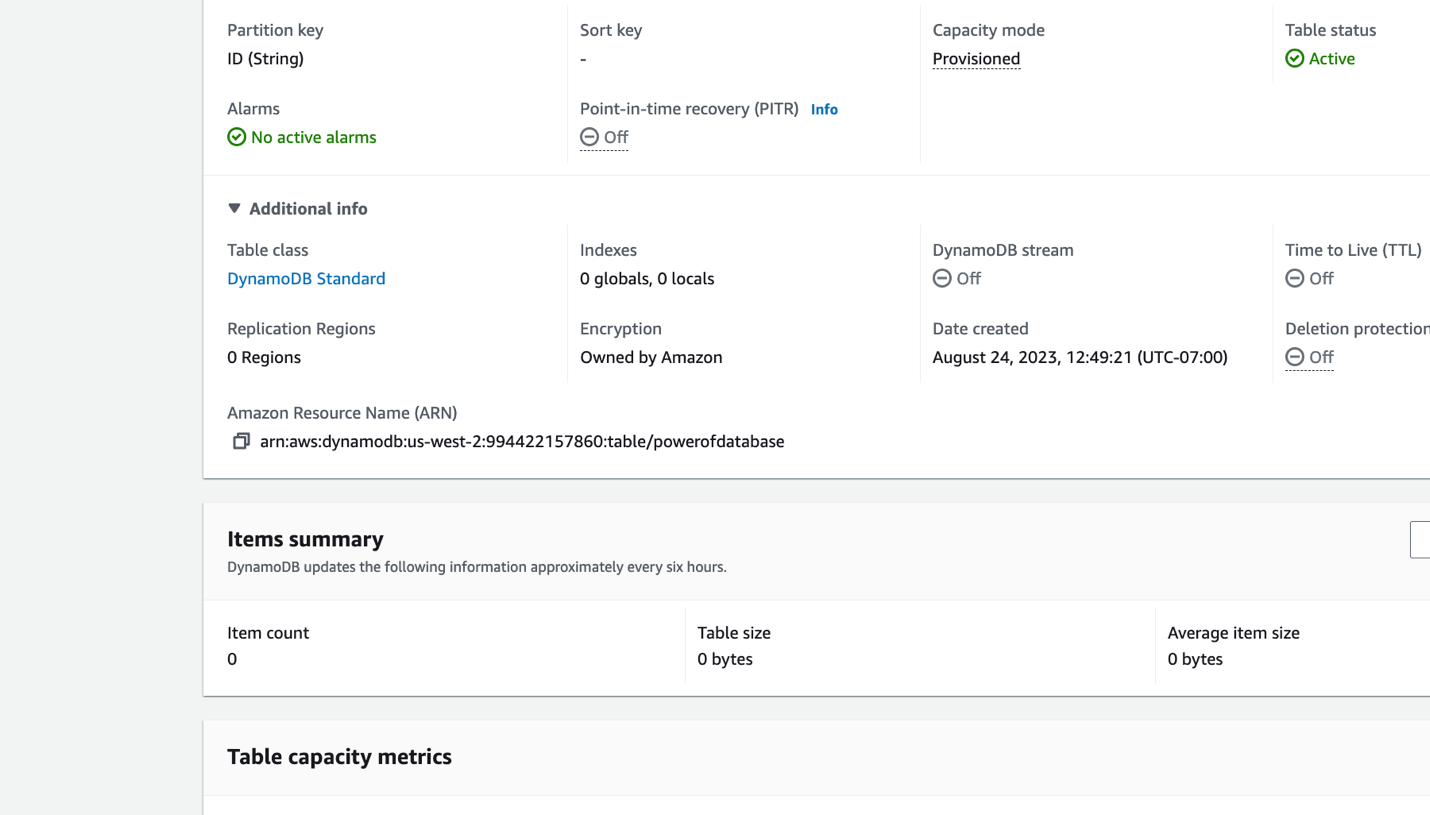 Partition key
ID (String)
Sort key
-
Capacity mode
Provisioned
Table status
Active
Alarms
No active alarms
Point-in-time recovery (PITR) Info
Off
Additional info
Table class
DynamoDB Standard
Indexes
0 globals, 0 locals
DynamoDB stream
Off
Time to Live (TTL)
Off
Replication Regions
0 Regions
Encryption
Owned by Amazon
Date created
August 24, 2023, 12:49:21 (UTC-07:00)
Deletion protection
Off
Amazon Resource Name (ARN)
arn:aws:dynamodb:us-west-2:994422157860:table/powerofdatabase
Items summary
DynamoDB updates the following information approximately every six hours.
Item count
0
Table size
0 bytes
Average item size
0 bytes
Table capacity metrics